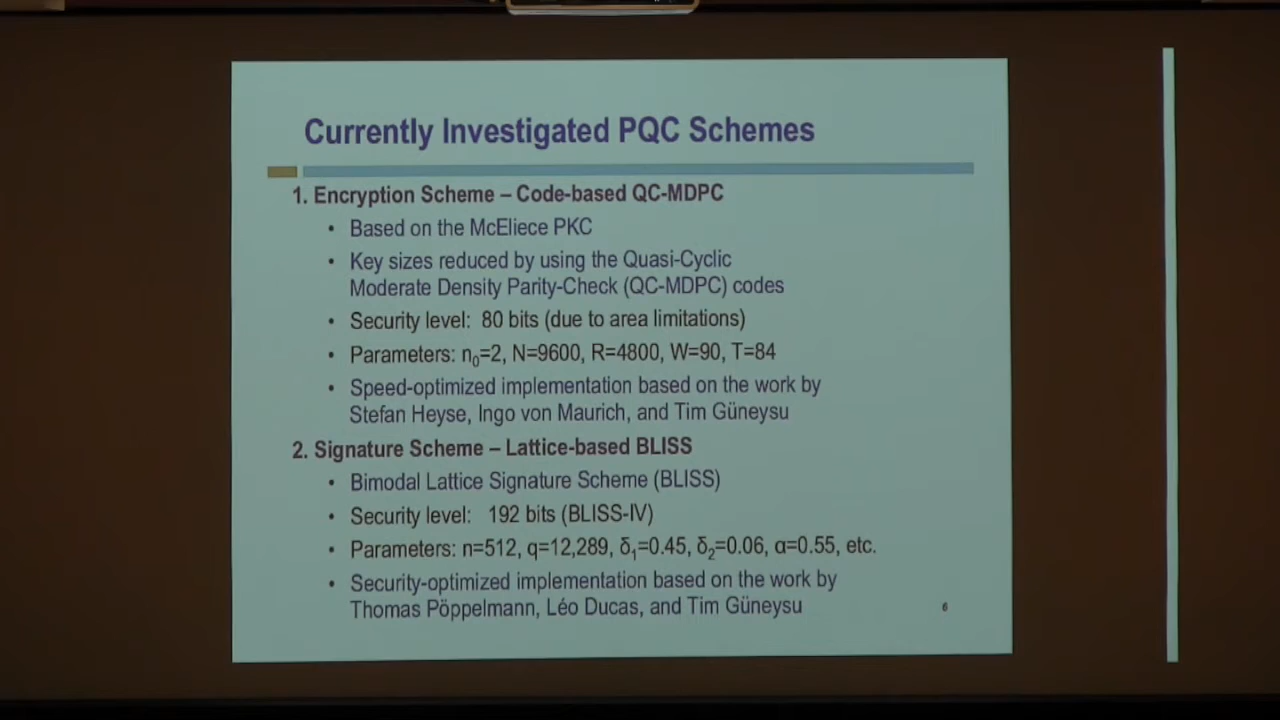 Currently Investigated PQC Schemes
1. Encryption Scheme – Code-based QC-MDPC
• Based on the McEliece PKC
• Key sizes reduced by using the Quasi-Cyclic
Moderate Density Parity-Check (QC-MDPC) codes
• Security level: 80 bits (due to area limitations)
• Parameters: n₀=2, N=9600, R=4800, W=90, T=84
• Speed-optimized implementation based on the work by
Stefan Heyse, Ingo von Maurich, and Tim Güneysu
2. Signature Scheme – Lattice-based BLISS
• Bimodal Lattice Signature Scheme (BLISS)
• Security level: 192 bits (BLISS-IV)
• Parameters: n=512, q=12,289, δ₁=0.45, δ₂=0.06, α=0.55, etc.
• Security-optimized implementation based on the work by
Thomas Pöppelmann, Léo Ducas, and Tim Güneysu
6